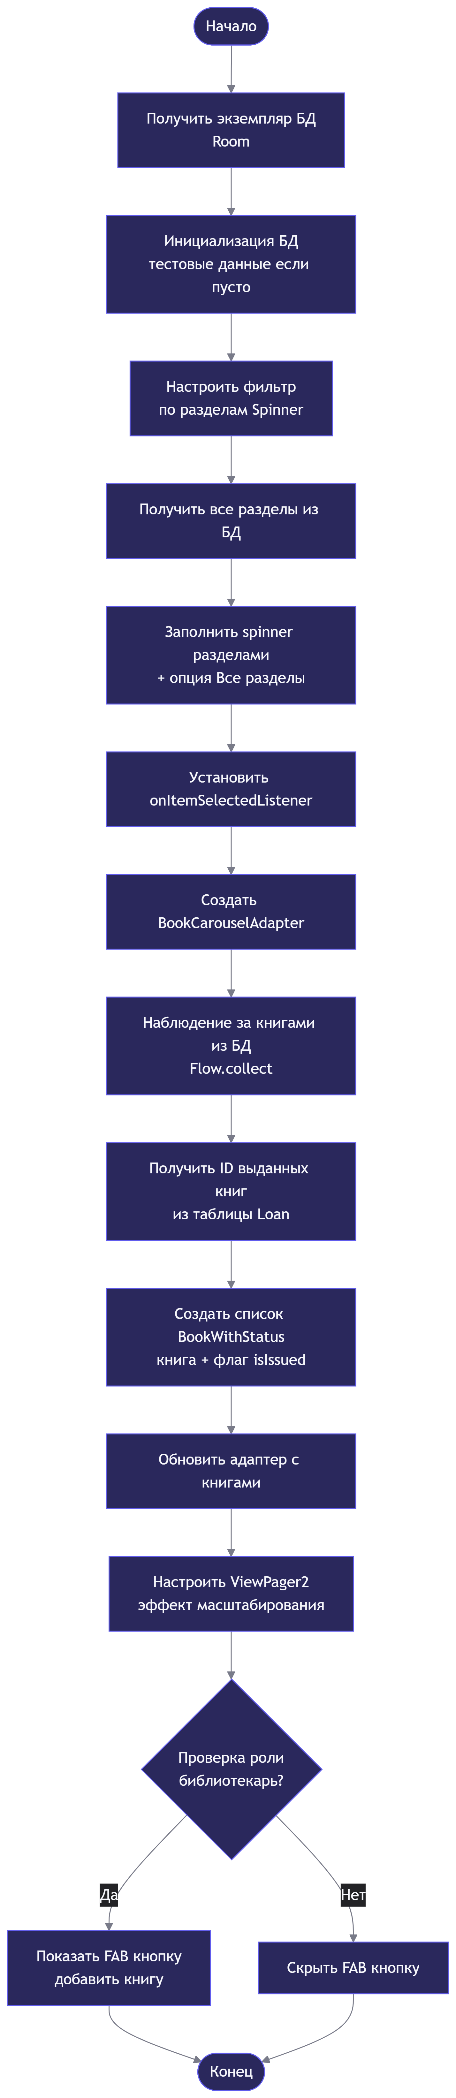 Начало
Получить экземпляр БД
Room
Инициализация БД
тестовые данные если
пусто
Настроить фильтр
по разделам Spinner
Получить все разделы из
БД
Заполнить spinner
разделами
+ опция Все разделы
Установить
onItemSelectedListener
Создать
BookCarouselAdapter
Наблюдение за книгами
из БД
Flow.collect
Получить ID выданных
книг
из таблицы Loan
Создать список
BookWithStatus
книга + флаг isIssued
Обновить адаптер с
книгами
Настроить ViewPager2
эффект масштабирования
Проверка роли
библиотекарь?
Да
Нет
Показать FAB кнопку
добавить книгу
Скрыть FAB кнопку
Конец